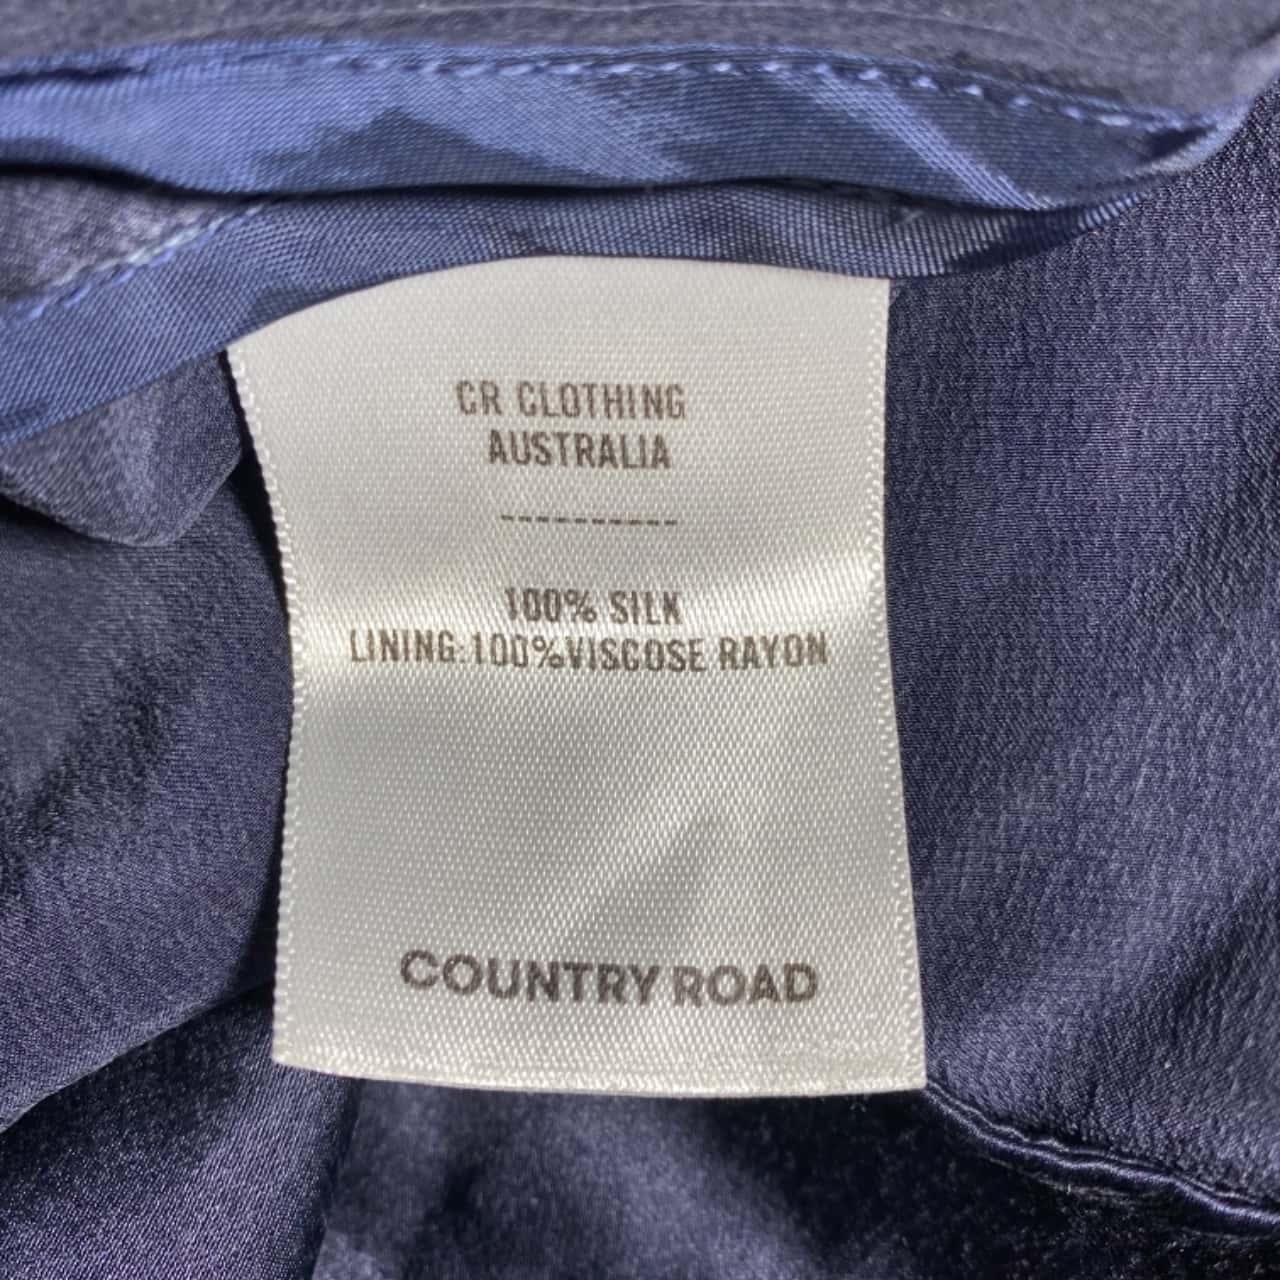 CR CLOTHING
AUSTRALIA
----------
100% SILK
LINING:100%VISCOSE RAYON
COUNTRY ROAD